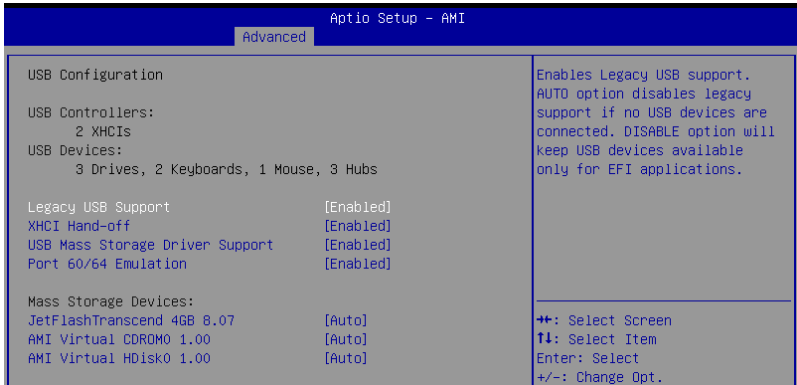 Aptio Setup – AMI
Advanced
USB Configuration
USB Controllers:
2 XHCIs
USB Devices:
3 Drives, 2 Keyboards, 1 Mouse, 3 Hubs
Legacy USB Support [Enabled]
XHCI Hand-off [Enabled]
USB Mass Storage Driver Support [Enabled]
Port 60/64 Emulation [Enabled]
Mass Storage Devices:
JetFlashTranscend 4GB 8.07 [Auto]
AMI Virtual CDROM0 1.00 [Auto]
AMI Virtual HDisk0 1.00 [Auto]
Enables Legacy USB support.
AUTO option disables legacy
support if no USB devices are
connected. DISABLE option will
keep USB devices available
only for EFI applications.
→←: Select Screen
↑↓: Select Item
Enter: Select
+/-: Change Opt.